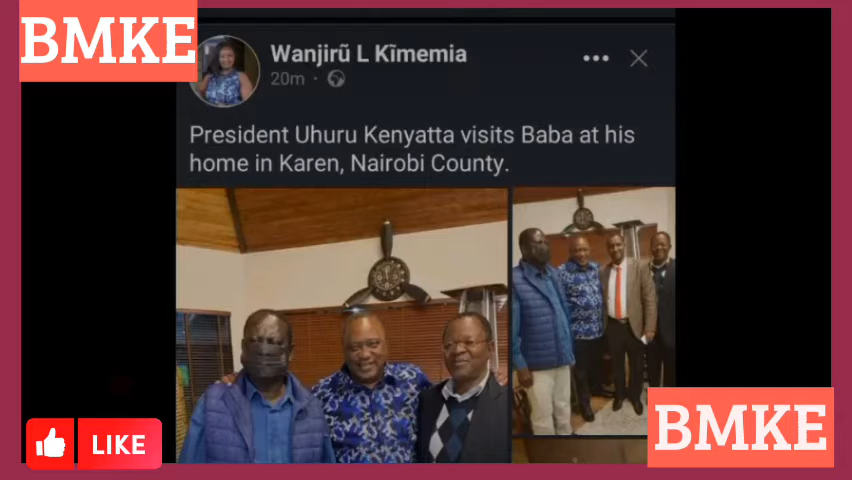 BMKE
Wanjirũ L Kĩmemia
20m ·
President Uhuru Kenyatta visits Baba at his
home in Karen, Nairobi County.
LIKE
BMKE